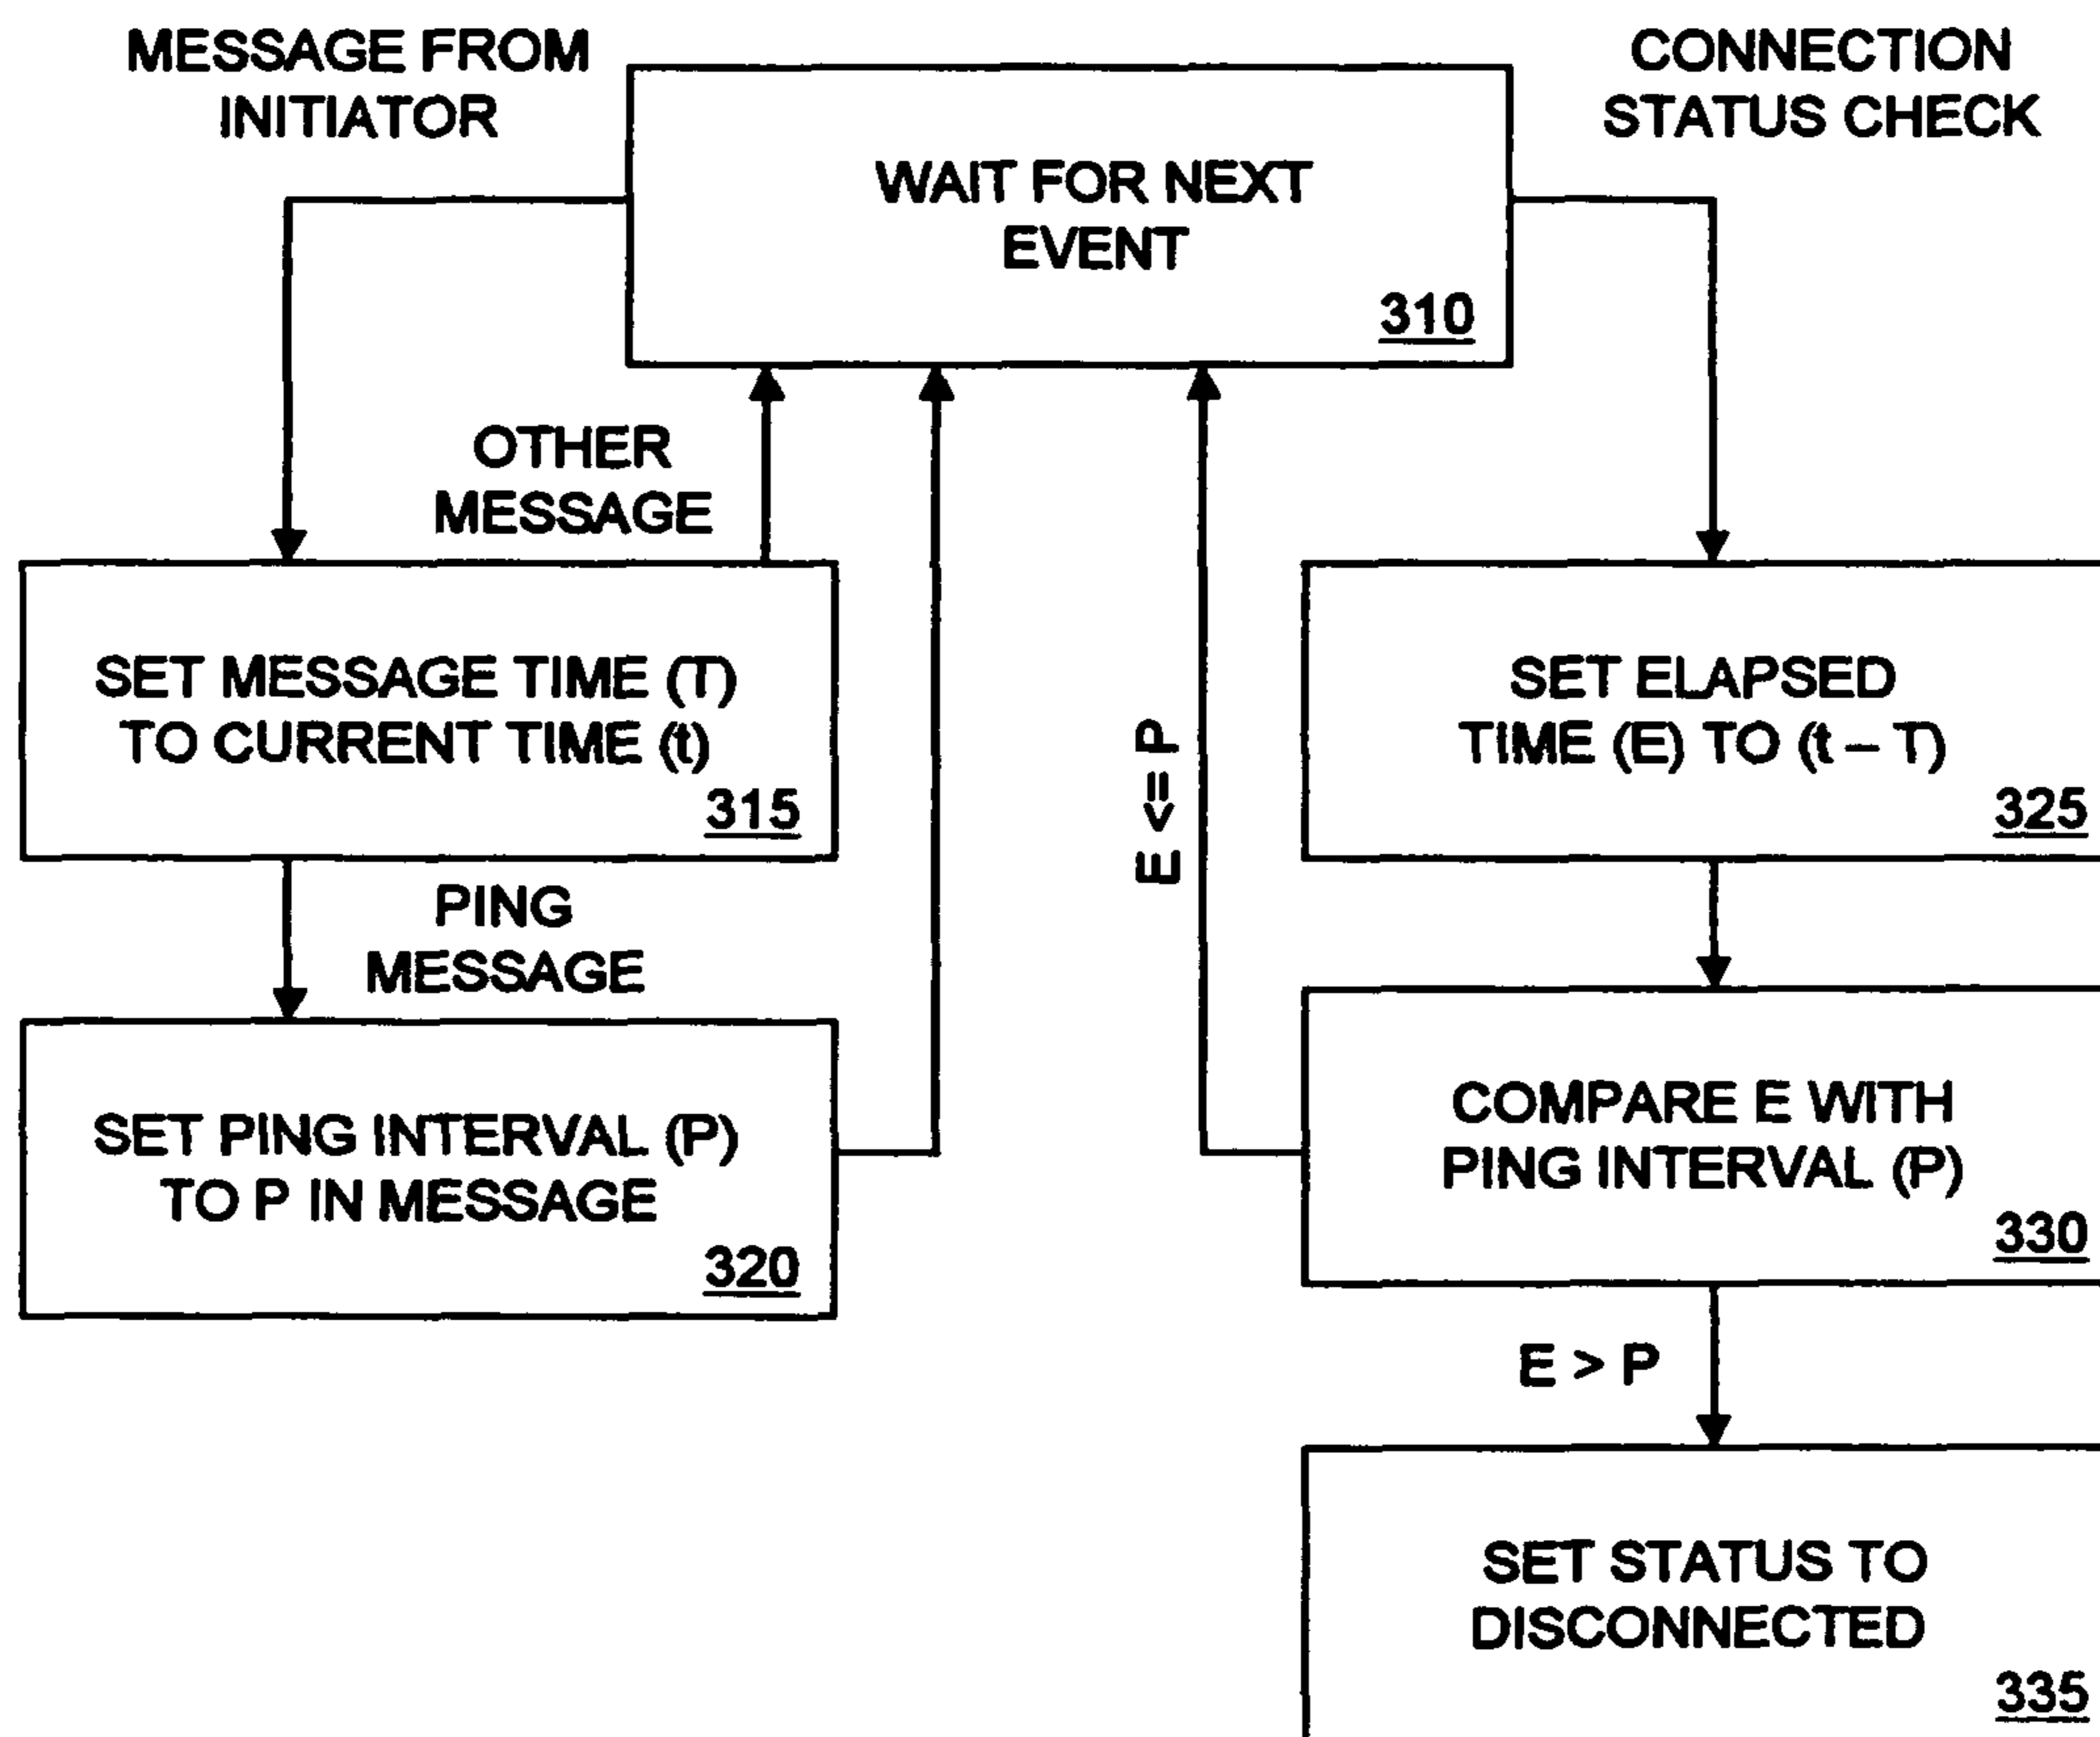 MESSAGE FROM
INITIATOR
CONNECTION
STATUS CHECK
WAIT FOR NEXT
EVENT
310
OTHER
MESSAGE
SET MESSAGE TIME (T)
TO CURRENT TIME (t)
315
E <= P
SET ELAPSED
TIME (E) TO (t – T)
325
PING
MESSAGE
SET PING INTERVAL (P)
TO P IN MESSAGE
320
COMPARE E WITH
PING INTERVAL (P)
330
E > P
SET STATUS TO
DISCONNECTED
335